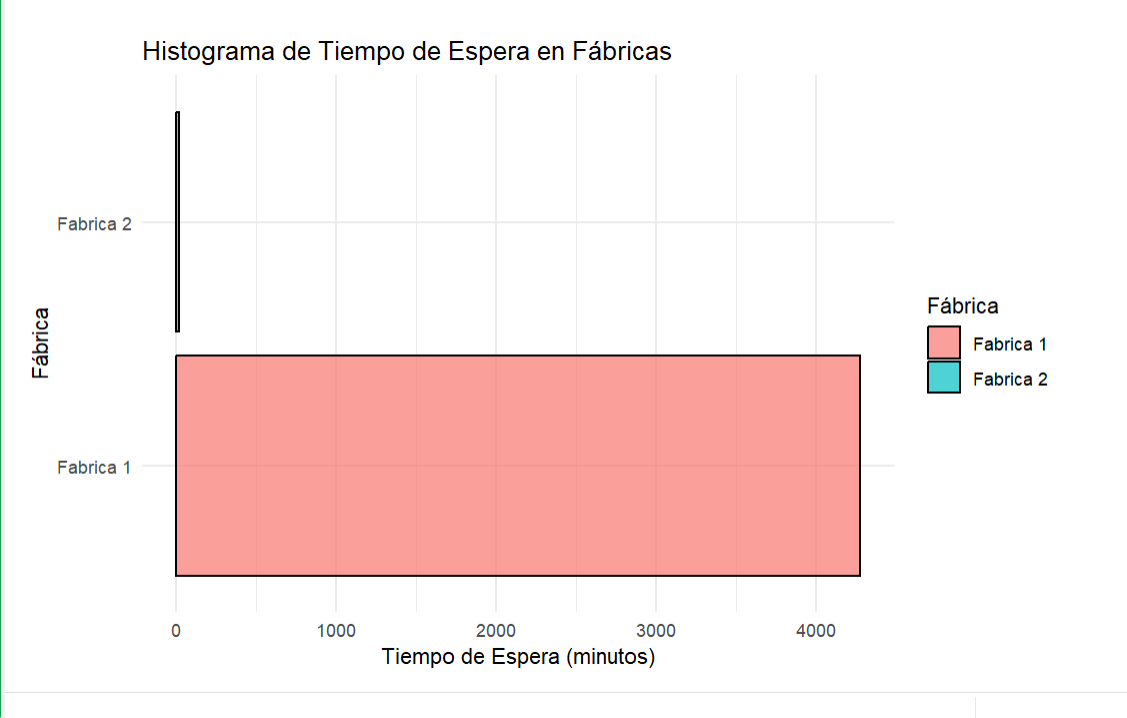 Histograma de Tiempo de Espera en Fábricas
Fabrica 2
Fábrica
Fabrica 1
0 1000 2000 3000 4000
Tiempo de Espera (minutos)
Fábrica
Fabrica 1
Fabrica 2